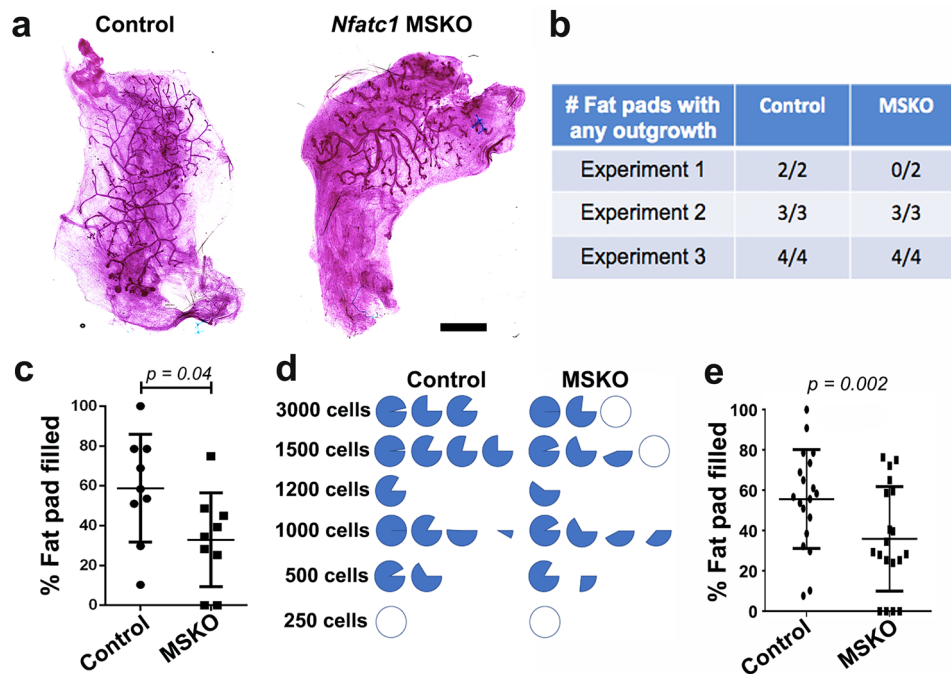 a
Control
Nfatc1 MSKO
b
# Fat pads with any outgrowth
Control
MSKO
Experiment 1
2/2
0/2
Experiment 2
3/3
3/3
Experiment 3
4/4
4/4
c
p = 0.04
% Fat pad filled
100
80
60
40
20
0
Control
MSKO
d
Control
MSKO
3000 cells
1500 cells
1200 cells
1000 cells
500 cells
250 cells
e
p = 0.002
% Fat pad filled
100
80
60
40
20
0
Control
MSKO